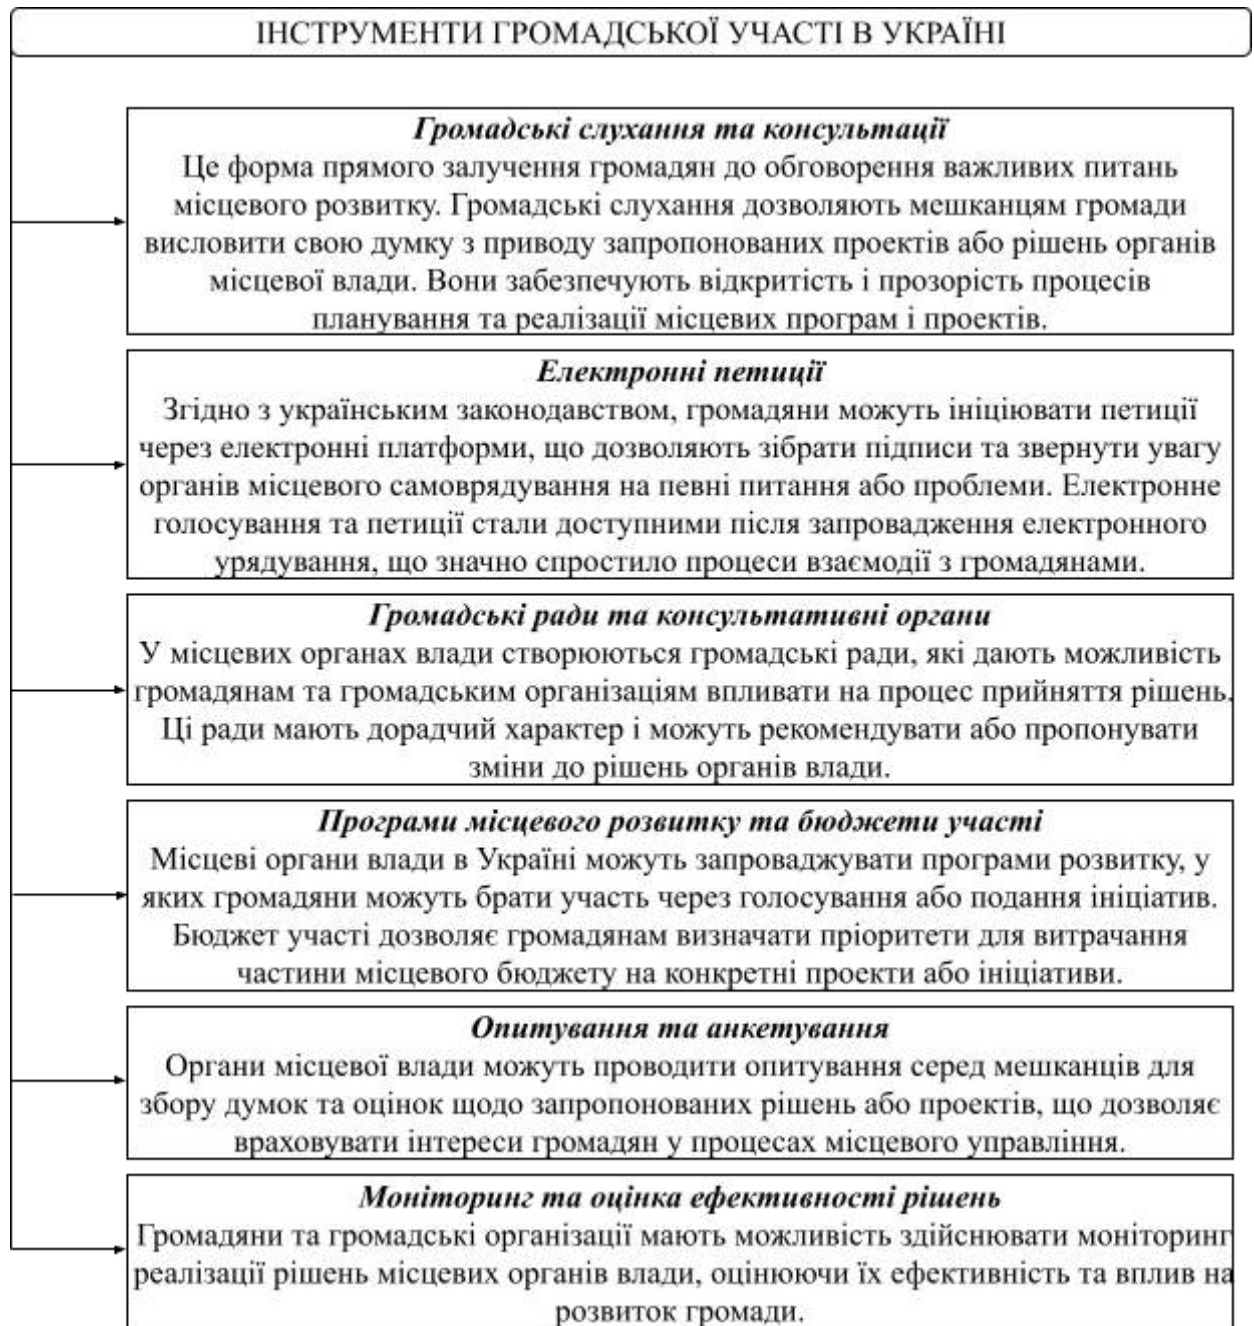 ІНСТРУМЕНТИ ГРОМАДСЬКОЇ УЧАСТІ В УКРАЇНІ
Громадські слухання та консультації
Це форма прямого залучення громадян до обговорення важливих питань
місцевого розвитку. Громадські слухання дозволяють мешканцям громади
висловити свою думку з приводу запропонованих проектів або рішень органів
місцевої влади. Вони забезпечують відкритість і прозорість процесів
планування та реалізації місцевих програм і проектів.
Електронні петиції
Згідно з українським законодавством, громадяни можуть ініціювати петиції
через електронні платформи, що дозволяють зібрати підписи та звернути увагу
органів місцевого самоврядування на певні питання або проблеми. Електронне
голосування та петиції стали доступними після запровадження електронного
урядування, що значно спростило процеси взаємодії з громадянами.
Громадські ради та консультативні органи
У місцевих органах влади створюються громадські ради, які дають можливість
громадянам та громадським організаціям впливати на процес прийняття рішень.
Ці ради мають дорадчий характер і можуть рекомендувати або пропонувати
зміни до рішень органів влади.
Програми місцевого розвитку та бюджети участі
Місцеві органи влади в Україні можуть запроваджувати програми розвитку, у
яких громадяни можуть брати участь через голосування або подання ініціатив.
Бюджет участі дозволяє громадянам визначати пріоритети для витрачання
частини місцевого бюджету на конкретні проекти або ініціативи.
Опитування та анкетування
Органи місцевої влади можуть проводити опитування серед мешканців для
збору думок та оцінок щодо запропонованих рішень або проектів, що дозволяє
враховувати інтереси громадян у процесах місцевого управління.
Моніторинг та оцінка ефективності рішень
Громадяни та громадські організації мають можливість здійснювати моніторинг
реалізації рішень місцевих органів влади, оцінюючи їх ефективність та вплив на
розвиток громади.